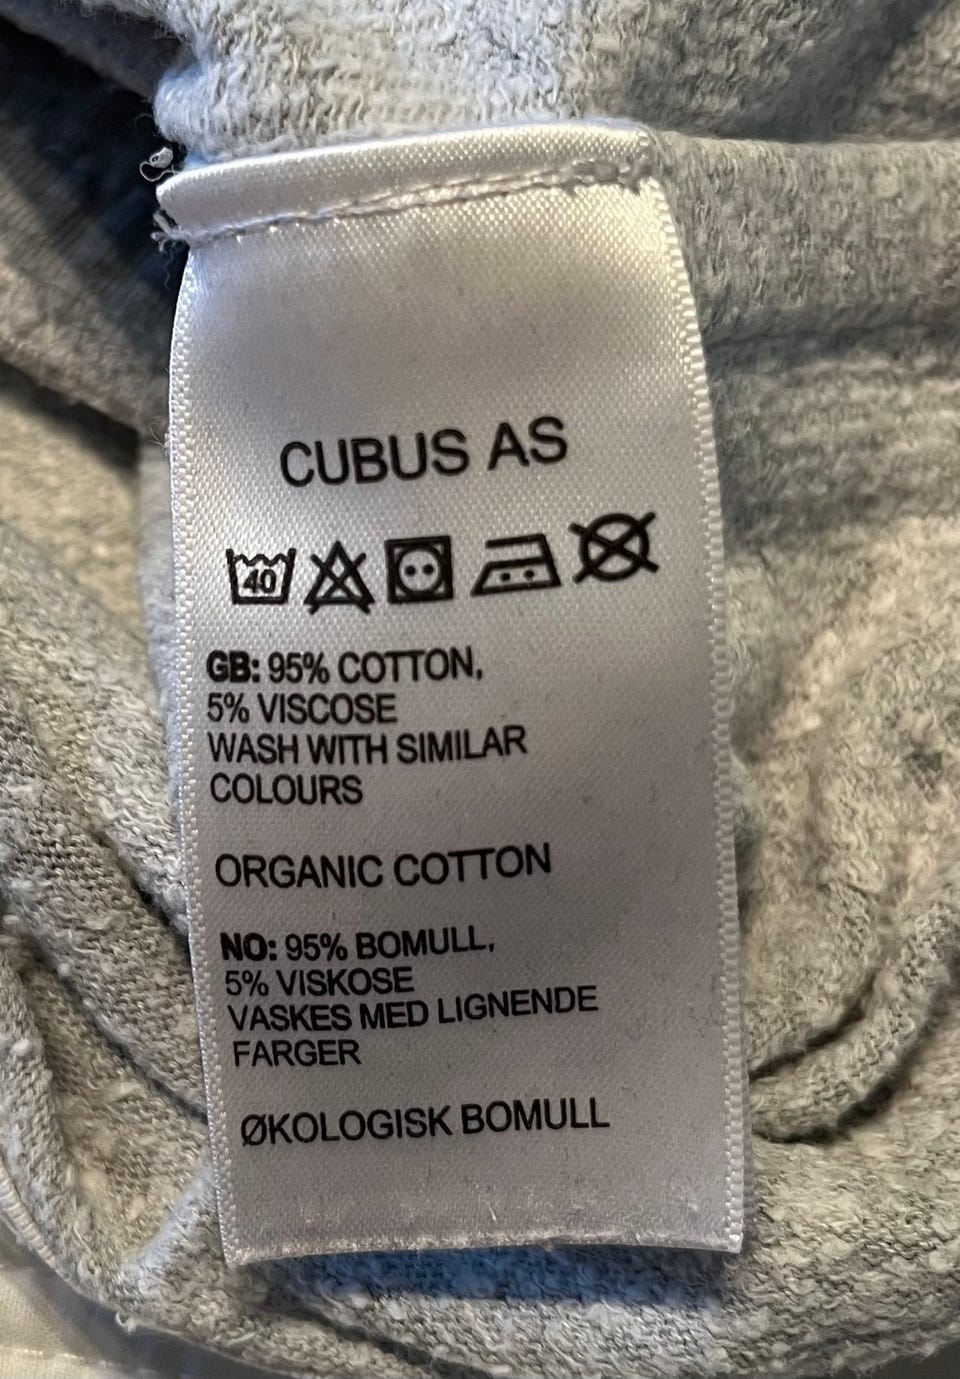 CUBUS AS
40
GB: 95% COTTON,
5% VISCOSE
WASH WITH SIMILAR
COLOURS
ORGANIC COTTON
NO: 95% BOMULL,
5% VISKOSE
VASKES MED LIGNENDE
FARGER
ØKOLOGISK BOMULL